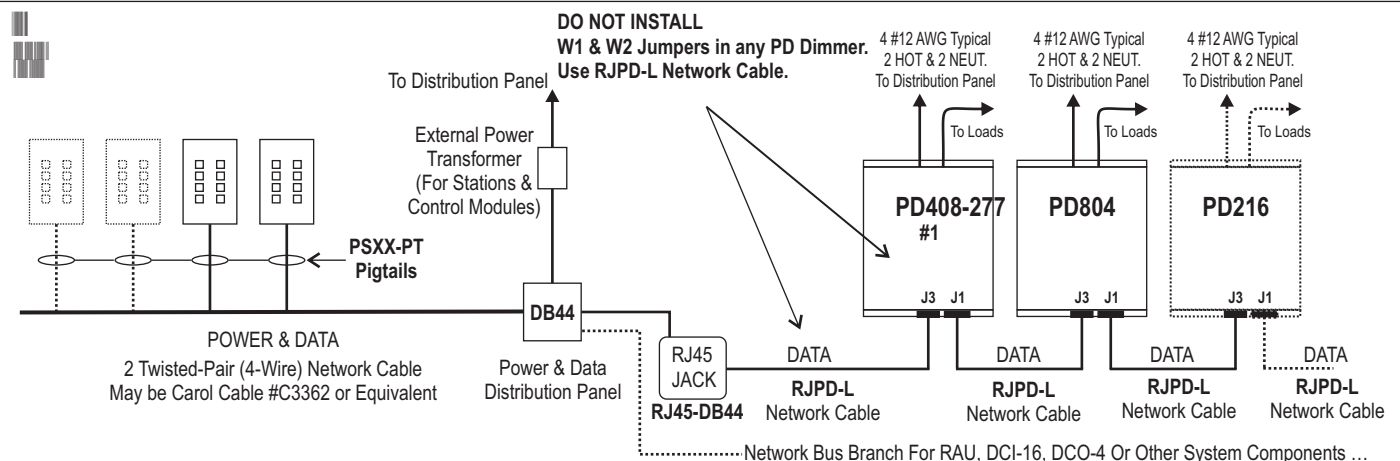 DO NOT INSTALL
W1 & W2 Jumpers in any PD Dimmer.
Use RJPD-L Network Cable.
4 #12 AWG Typical
2 HOT & 2 NEUT.
To Distribution Panel
4 #12 AWG Typical
2 HOT & 2 NEUT.
To Distribution Panel
4 #12 AWG Typical
2 HOT & 2 NEUT.
To Distribution Panel
To Distribution Panel
To Loads
To Loads
To Loads
External Power
Transformer
(For Stations &
Control Modules)
PD408-277
#1
PD804
PD216
PSXX-PT
Pigtails
J3 J1
J3 J1
J3 J1
DB44
POWER & DATA
2 Twisted-Pair (4-Wire) Network Cable
May be Carol Cable #C3362 or Equivalent
Power & Data
Distribution Panel
RJ45
JACK
RJ45-DB44
DATA
RJPD-L
Network Cable
DATA
RJPD-L
Network Cable
DATA
RJPD-L
Network Cable
DATA
RJPD-L
Network Cable
Network Bus Branch For RAU, DCI-16, DCO-4 Or Other System Components …